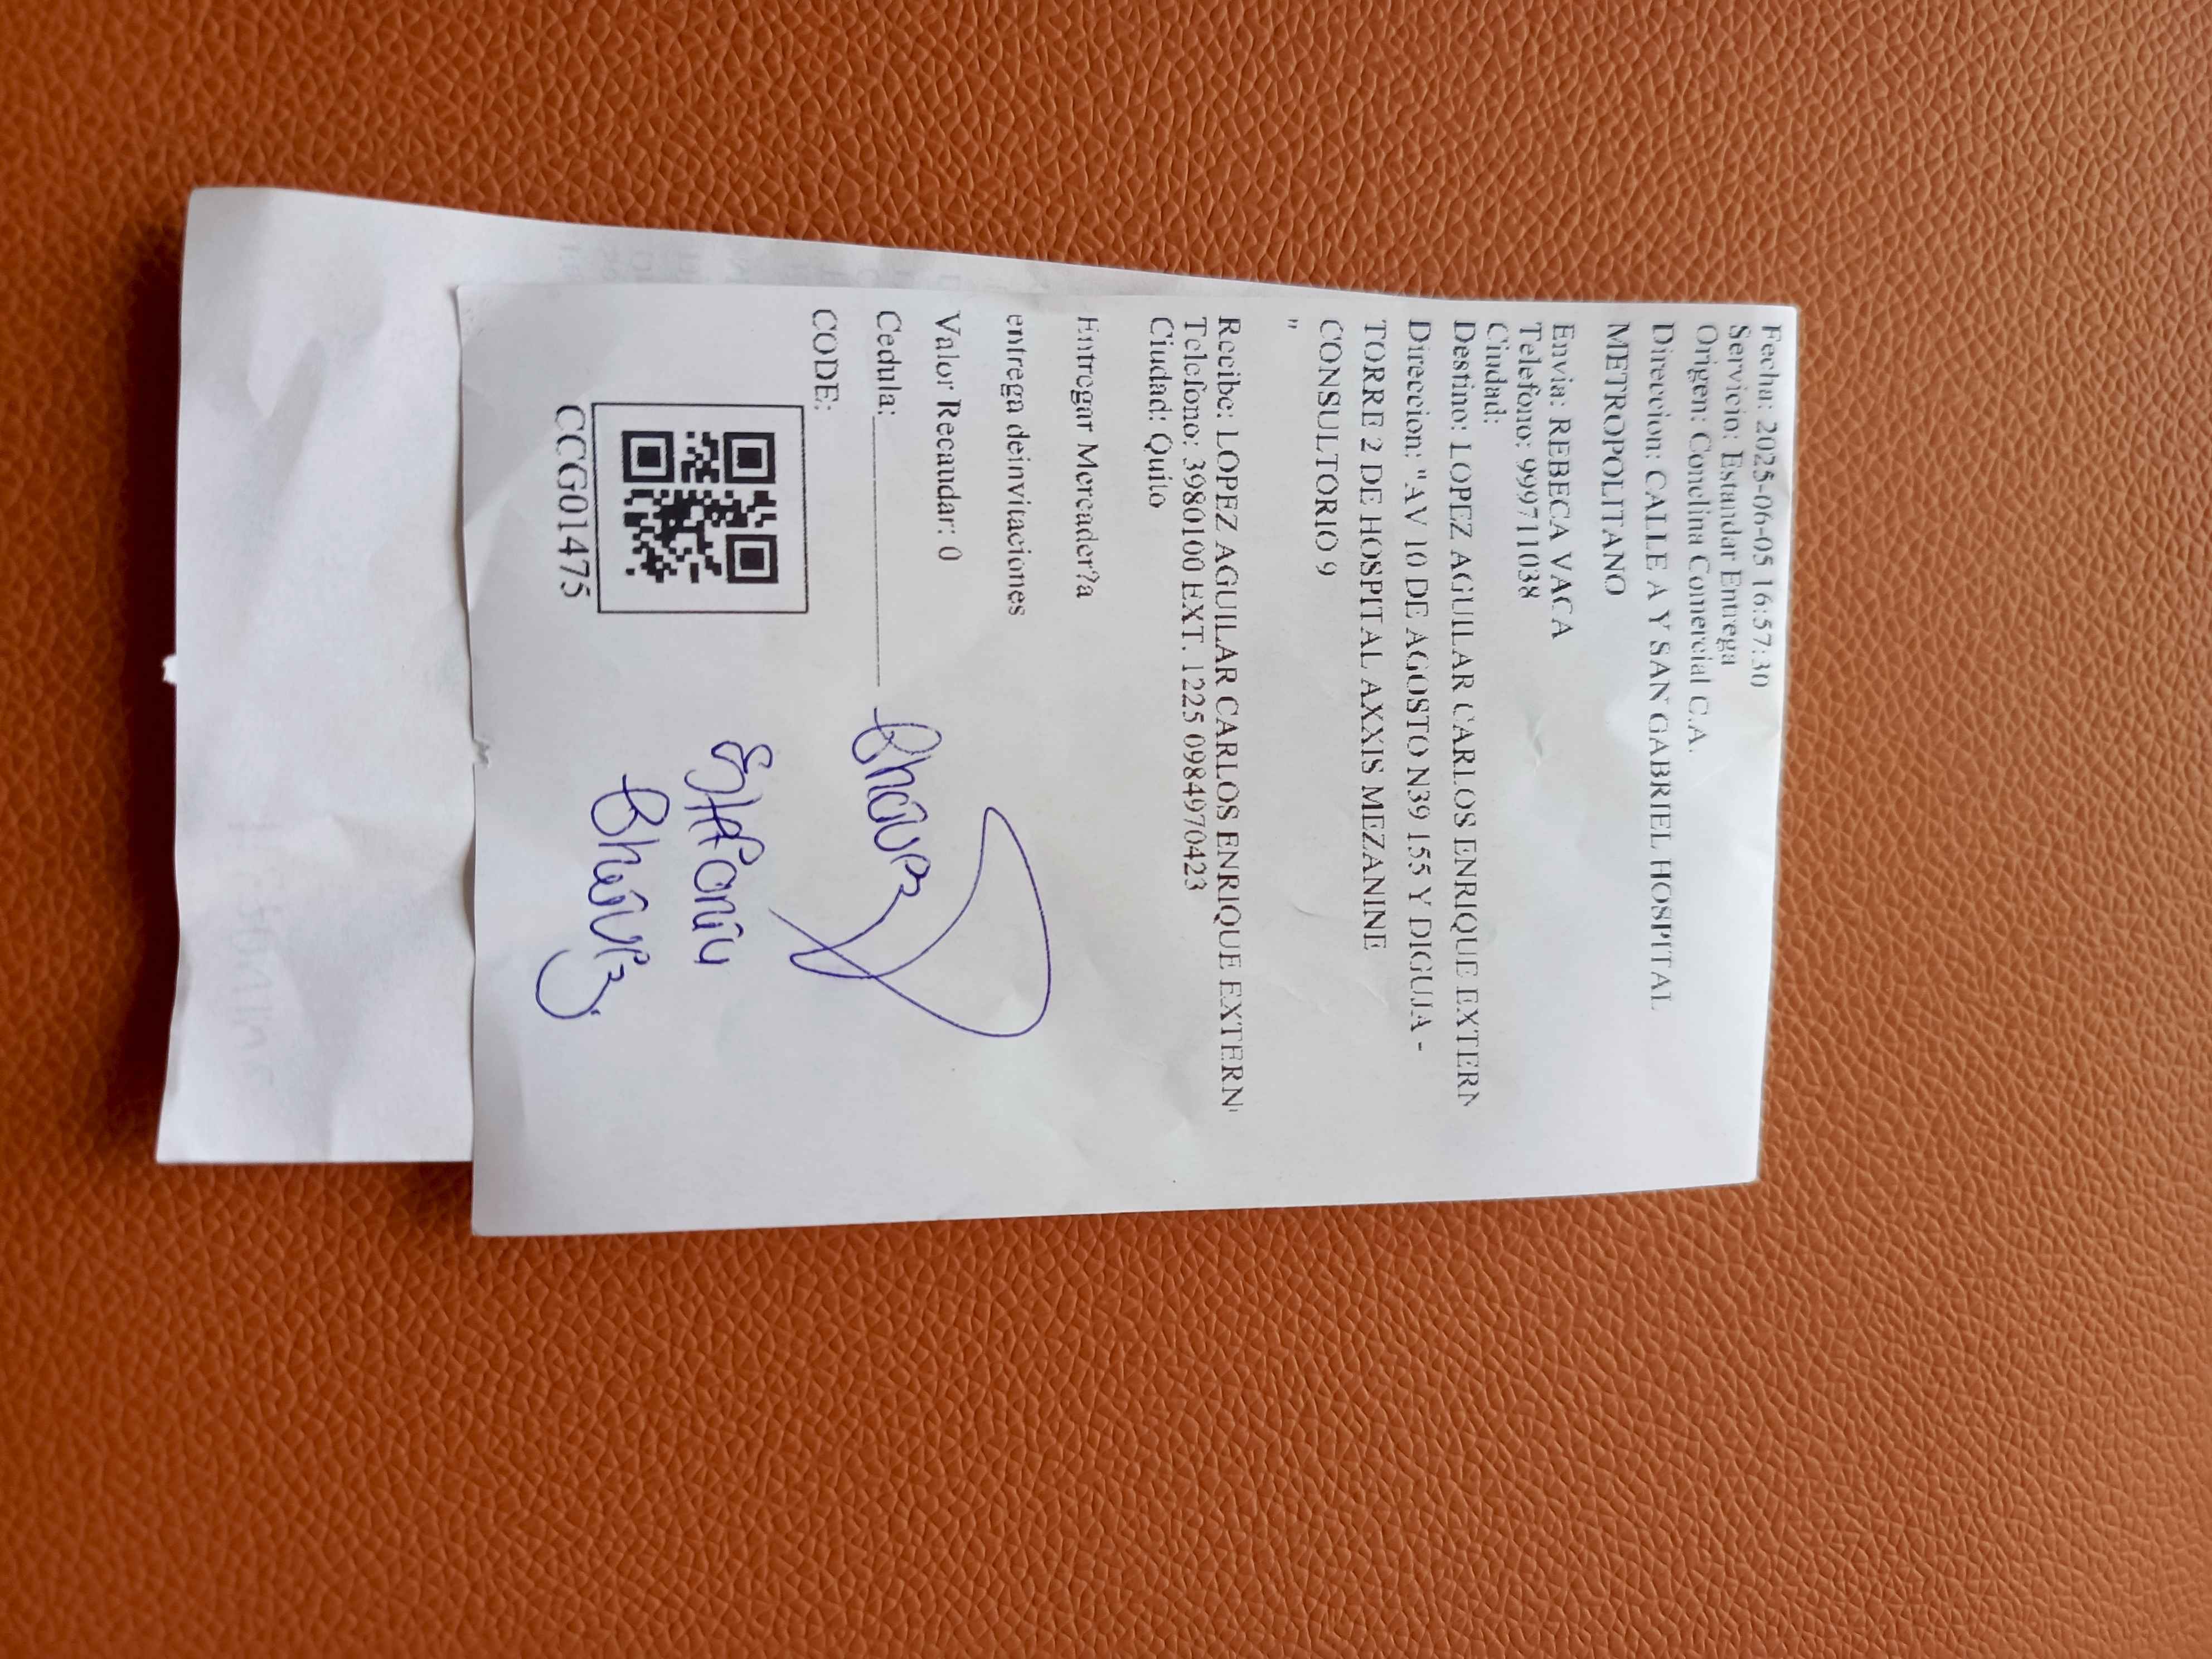 Fecha: 2025-06-05 16:57:30
Servicio: Estandar Entrega
Origen: Conclina Comercial C.A.
Direccion: CALLE A Y SAN GABRIEL HOSPITAL
METROPOLITANO
Envia: REBECA VACA
Telefono: 999711038
Ciudad:
Destino: LOPEZ AGUILAR CARLOS ENRIQUE EXTERN
Direccion: "AV 10 DE AGOSTO N39 155 Y DIGUJA -
TORRE 2 DE HOSPITAL AXXIS MEZANINE
CONSULTORIO 9
"
Recibe: LOPEZ AGUILAR CARLOS ENRIQUE EXTERN
Telefono: 3980100 EXT. 1225 0984970423
Ciudad: Quito
Entregar Mercader?a
entrega deinvitaciones
Valor Recaudar: 0
Cedula:
CODE:
CCG01475